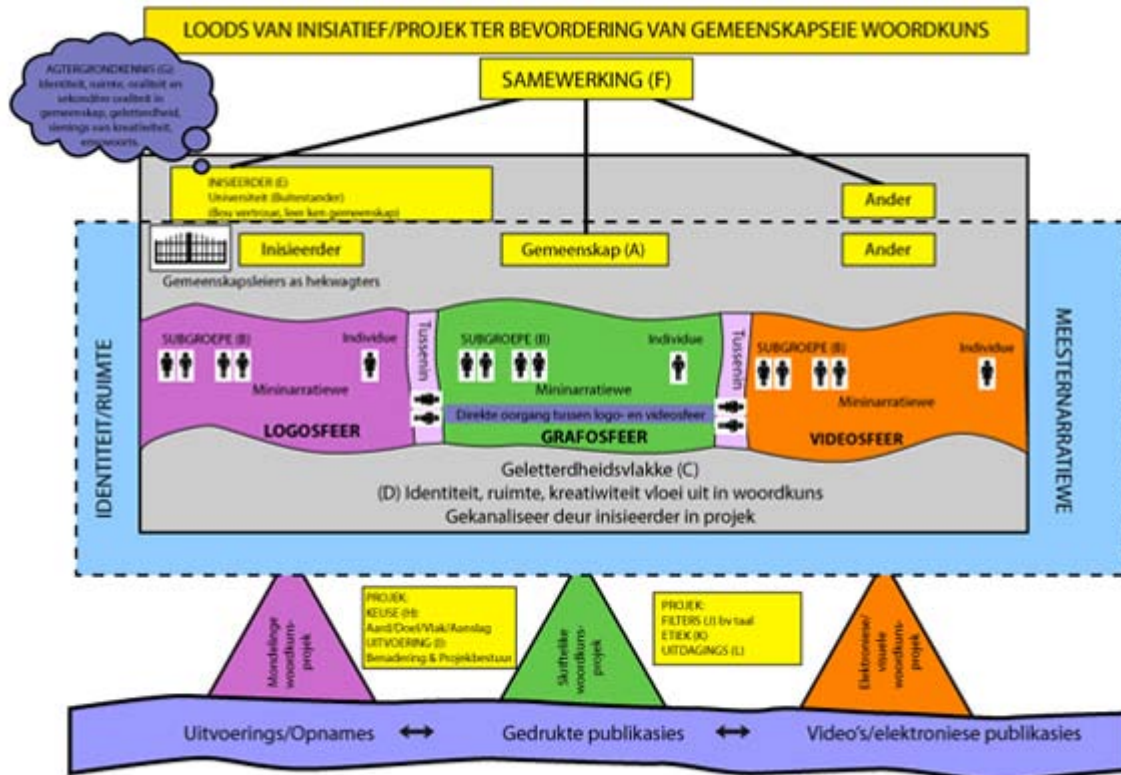 LOODS VAN INISIATIEF/PROJEK TER BEVORDERING VAN GEMEENSKAPSEIE WOORDKUNS
SAMEWERKING (F)
AGTERGRONDKENNIS (G):
Identiteit, ruimte, oraliteit en
sekondêre oraliteit in
gemeenskap, geletterdheid,
sienings van kreatiwiteit,
ensovoorts.
INISIEERDER (E)
Universiteit (Buitestander)
(Bou vertroue, leer ken gemeenskap)
Ander
Inisieerder
Gemeenskap (A)
Ander
Gemeenskapsleiers as hekwagters
IDENTITEIT/RUIMTE
MEESTERNARRATIEWE
SUBGROEPE (B)
Individue
Mininarratiewe
LOGOSFEER
Tussenin
SUBGROEPE (B)
Individue
Mininarratiewe
Direkte oorgang tussen logo- en videosfeer
GRAFOSFEER
Tussenin
SUBGROEPE (B)
Individue
Mininarratiewe
VIDEOSFEER
Geletterdheidsvlakke (C)
(D) Identiteit, ruimte, kreatiwiteit vloei uit in woordkuns
Gekanaliseer deur inisieerder in projek
Mondelinge
woordkuns-
projek
PROJEK:
KEUSE (H):
Aard/Doel/Vlak/Aanslag
UITVOERING (I):
Benadering & Projekbestuur
Skriftelike
woordkuns-
projek
PROJEK:
FILTERS (J) bv taal
ETIEK (K)
UITDAGINGS (L)
Elektroniese/
visuele
woordkuns-
projek
Uitvoerings/Opnames
Gedrukte publikasies
Video's/elektroniese publikasies